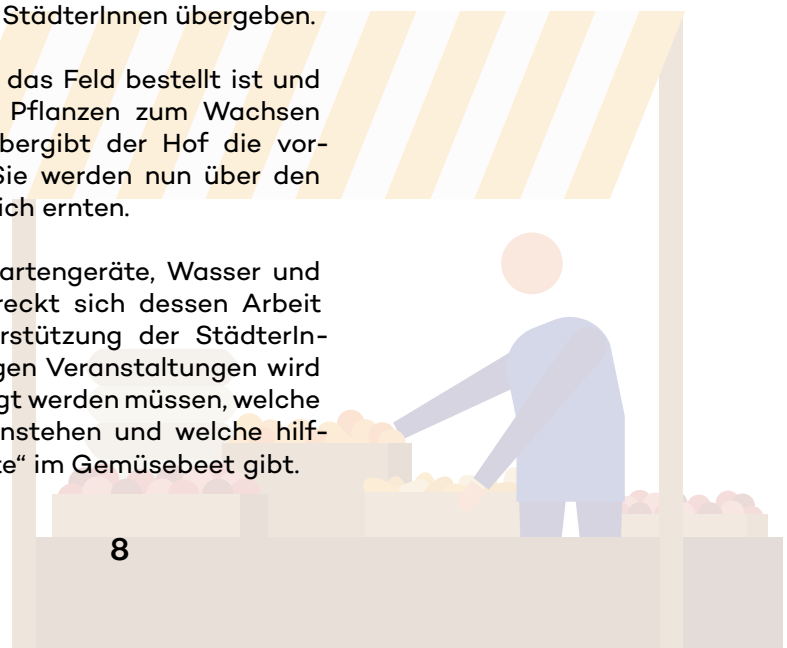 StädterInnen übergeben.
das Feld bestellt ist und
Pflanzen zum Wachsen
bergibt der Hof die vor-
Sie werden nun über den
ich ernten.
artengeräte, Wasser und
reckt sich dessen Arbeit
rstützung der StädterIn-
gen Veranstaltungen wird
gt werden müssen, welche
nstehen und welche hilf-
te“ im Gemüsebeet gibt.
8